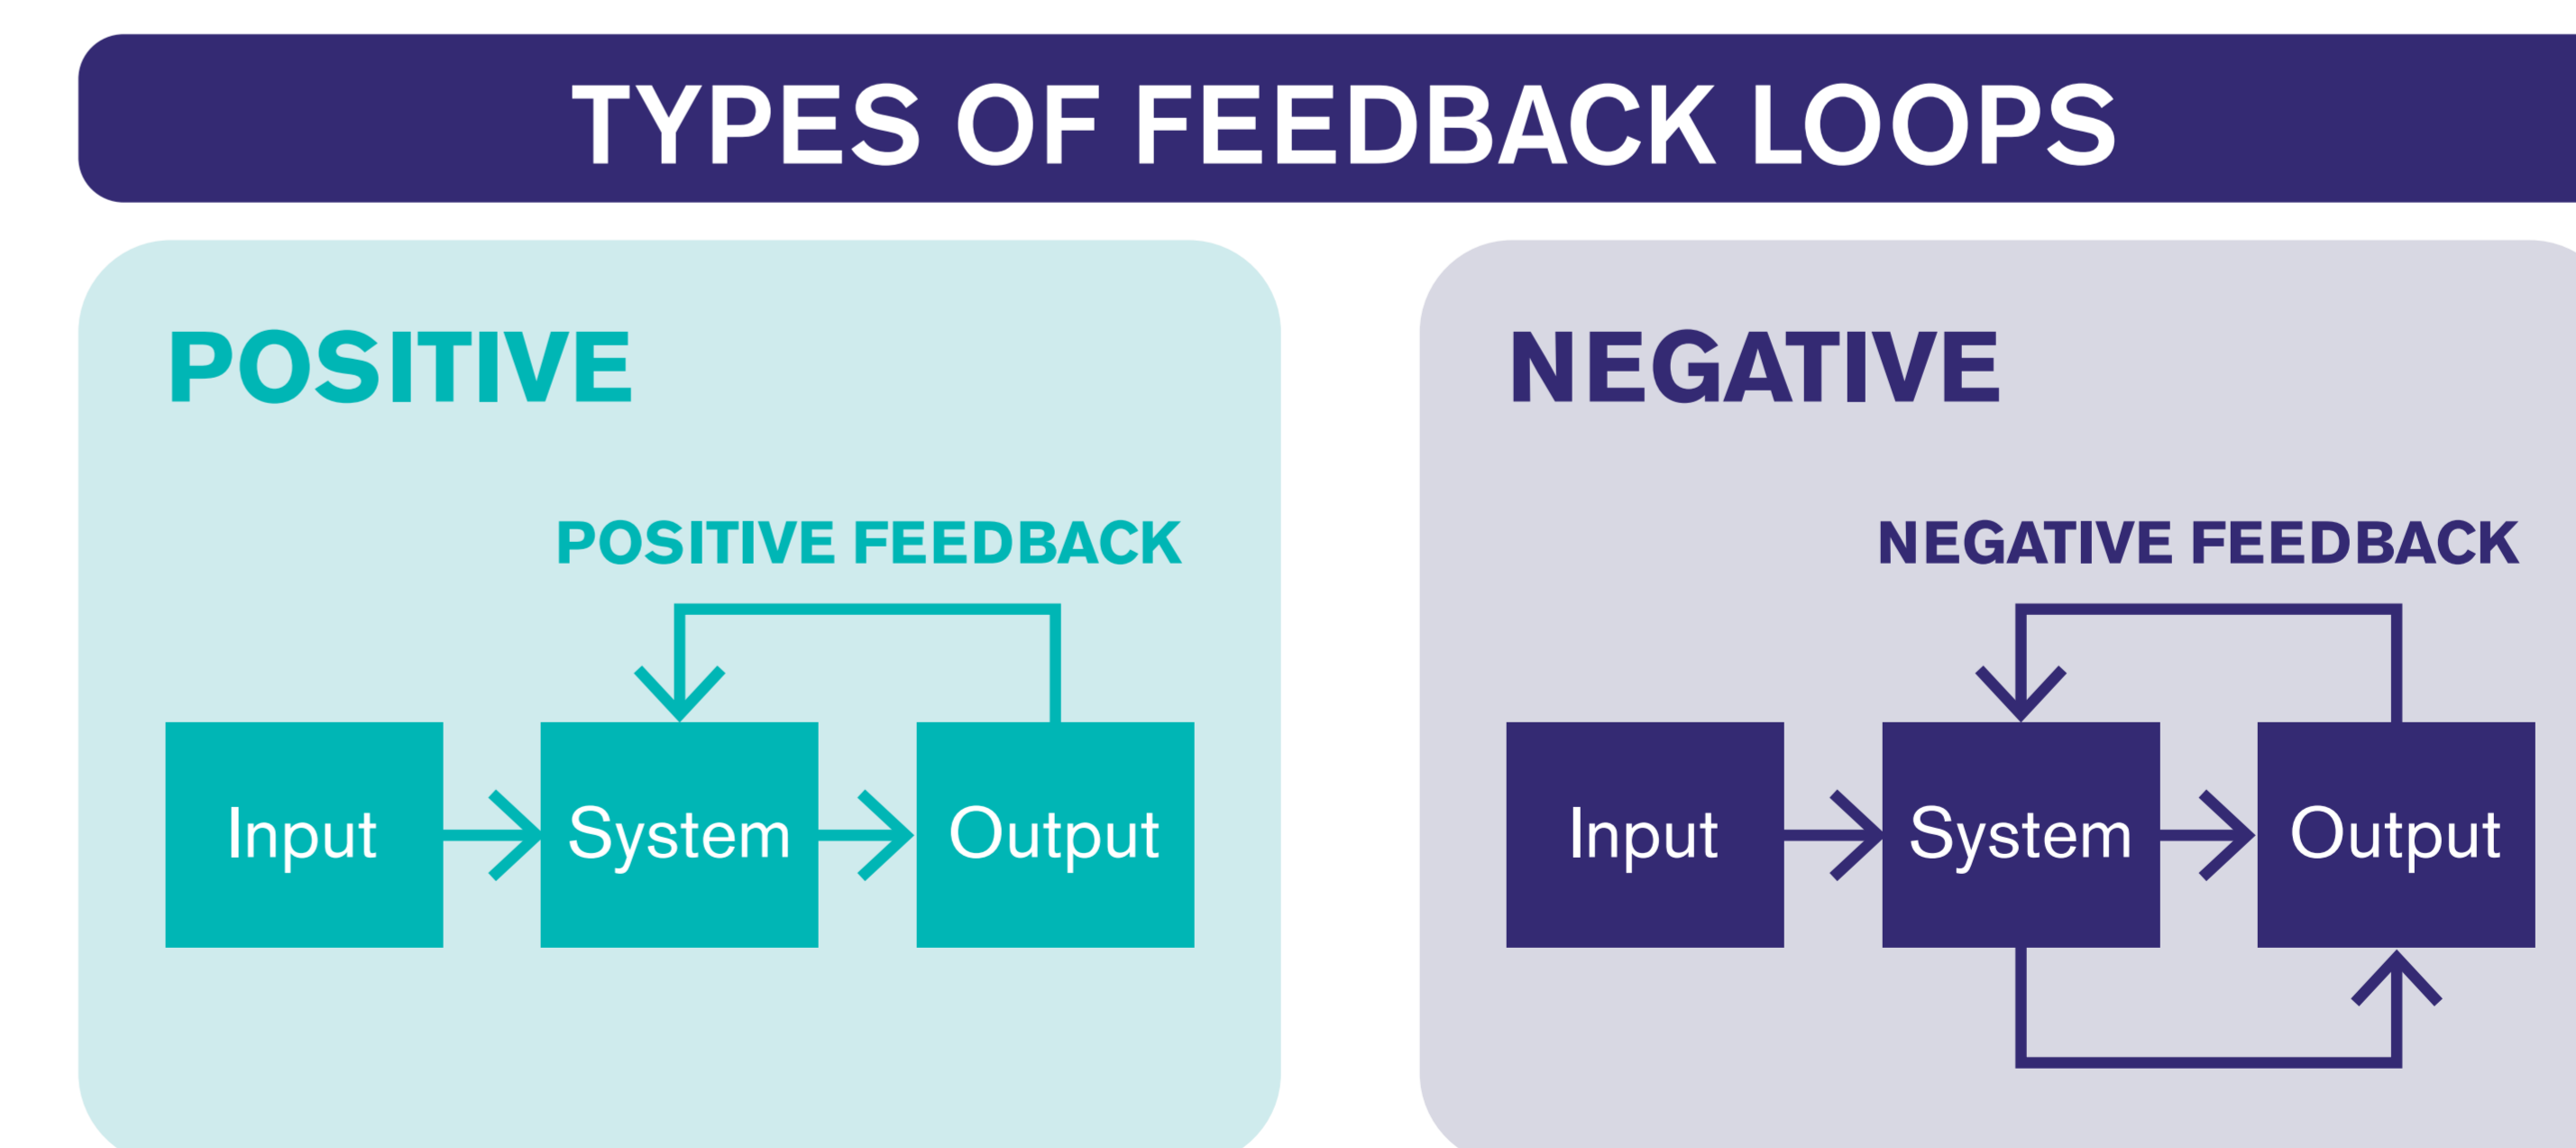 TYPES OF FEEDBACK LOOPS
POSITIVE
POSITIVE FEEDBACK
Input
System
Output
NEGATIVE
NEGATIVE FEEDBACK
Input
System
Output